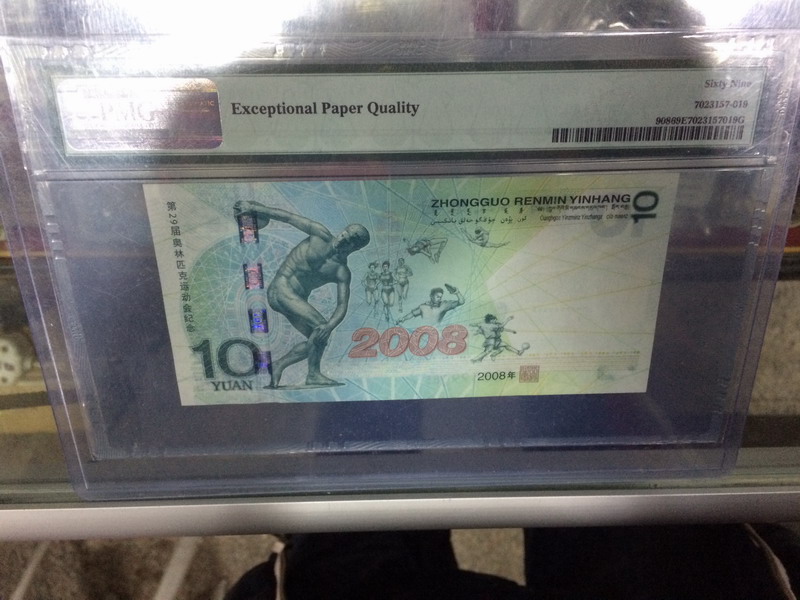 PMG
Exceptional Paper Quality
Sixty Nine
7023157-019
90869E7023157019G
第29届奥林匹克运动会纪念
ZHONGGUO RENMIN YINHANG
10
2008
10
YUAN
2008年